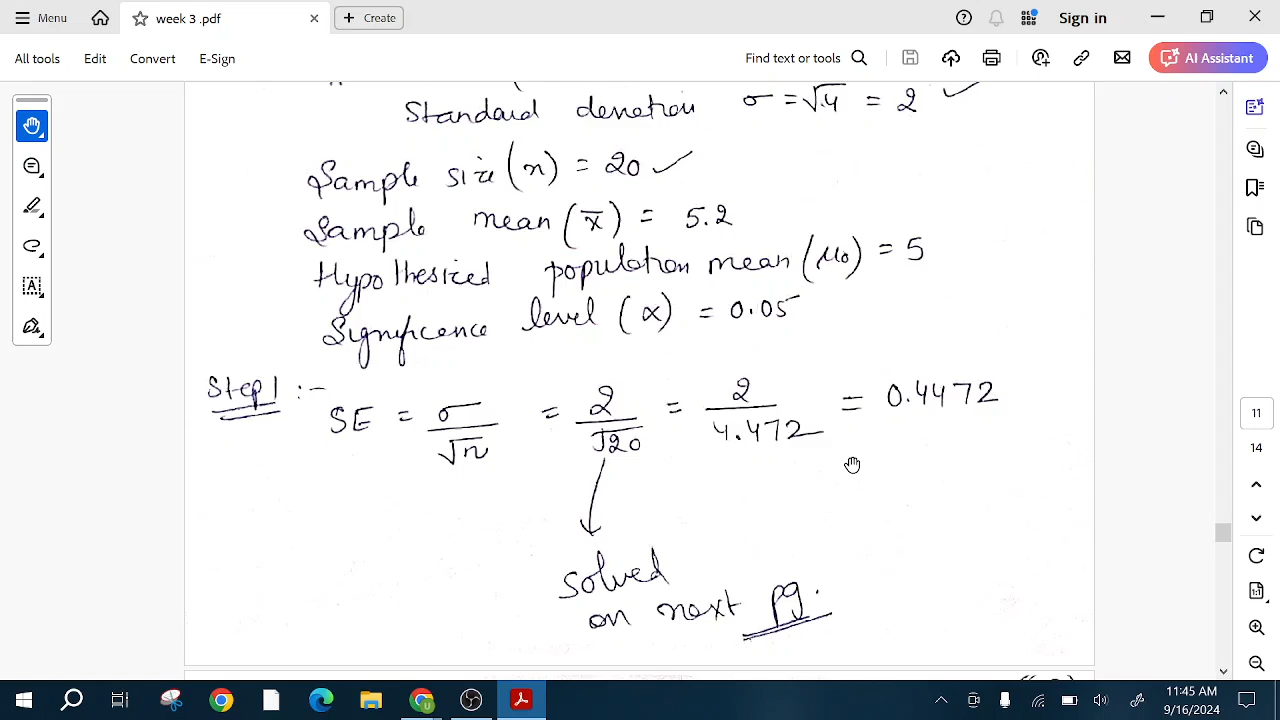 Menu
week 3 .pdf
Create
Sign in
All tools
Edit
Convert
E-Sign
Find text or tools
AI Assistant
Standard deviation σ = √4 = 2
Sample size (n) = 20
Sample mean (x̄) = 5.2
Hypothesized population mean (μ0) = 5
Significance level (α) = 0.05
Step 1 :- SE = σ/√n = 2/√20 = 2/4.472 = 0.4472
solved
on next pg.
11
14
11:45 AM
9/16/2024